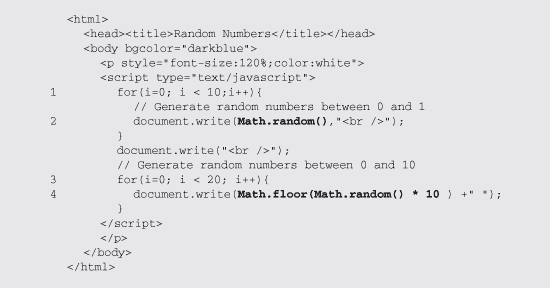 <html>
<head><title>Random Numbers</title></head>
<body bgcolor="darkblue">
<p style="font-size:120%;color:white">
<script type="text/javascript">
1 for(i=0; i < 10;i++){
// Generate random numbers between 0 and 1
2 document.write(Math.random(),"<br />");
}
document.write("<br />");
// Generate random numbers between 0 and 10
3 for(i=0; i < 20; i++){
4 document.write(Math.floor(Math.random() * 10 ) +" ");
}
</script>
</p>
</body>
</html>